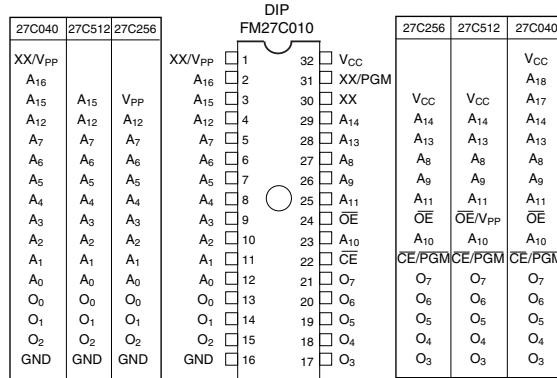 DIP
FM27C010
27C040 27C512 27C256 27C256 27C512 27C040
XX/VPP XX/VPP 1 32 VCC VCC
A16 A16 2 31 XX/PGM A18
A15 A15 VPP A15 3 30 XX VCC VCC A17
A12 A12 A12 A12 4 29 A14 A14 A14 A14
A7 A7 A7 A7 5 28 A13 A13 A13 A13
A6 A6 A6 A6 6 27 A8 A8 A8 A8
A5 A5 A5 A5 7 26 A9 A9 A9 A9
A4 A4 A4 A4 8 25 A11 A11 A11 A11
A3 A3 A3 A3 9 24 OE OE OE/VPP OE
A2 A2 A2 A2 10 23 A10 A10 A10 A10
A1 A1 A1 A1 11 22 CE CE/PGM CE/PGM CE/PGM
A0 A0 A0 A0 12 21 O7 O7 O7 O7
O0 O0 O0 O0 13 20 O6 O6 O6 O6
O1 O1 O1 O1 14 19 O5 O5 O5 O5
O2 O2 O2 O2 15 18 O4 O4 O4 O4
GND GND GND GND 16 17 O3 O3 O3 O3